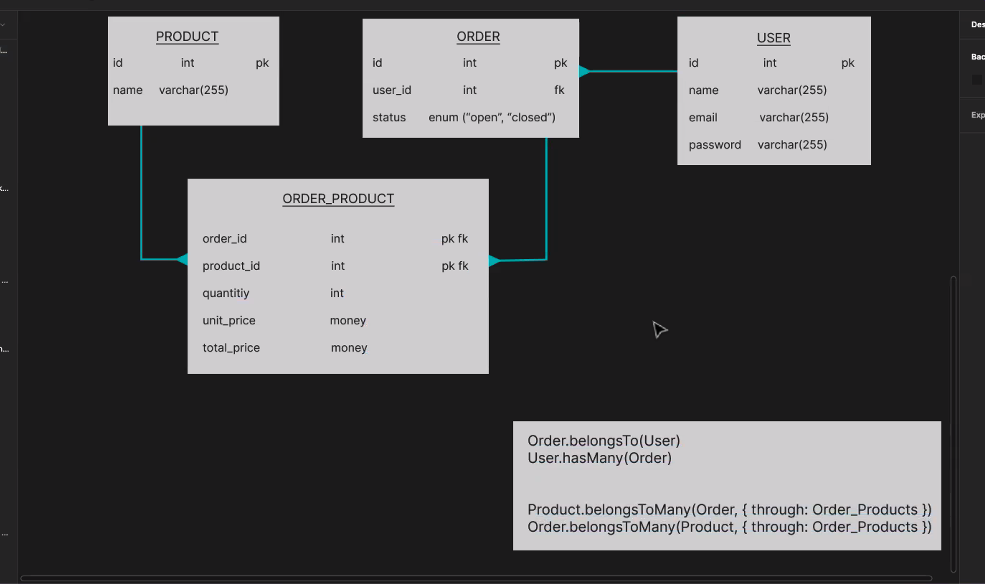 PRODUCT
id int pk
name varchar(255)
ORDER
id int pk
user_id int fk
status enum (“open”, “closed”)
USER
id int pk
name varchar(255)
email varchar(255)
password varchar(255)
ORDER_PRODUCT
order_id int pk fk
product_id int pk fk
quantitiy int
unit_price money
total_price money
Order.belongsTo(User)
User.hasMany(Order)
Product.belongsToMany(Order, { through: Order_Products })
Order.belongsToMany(Product, { through: Order_Products })